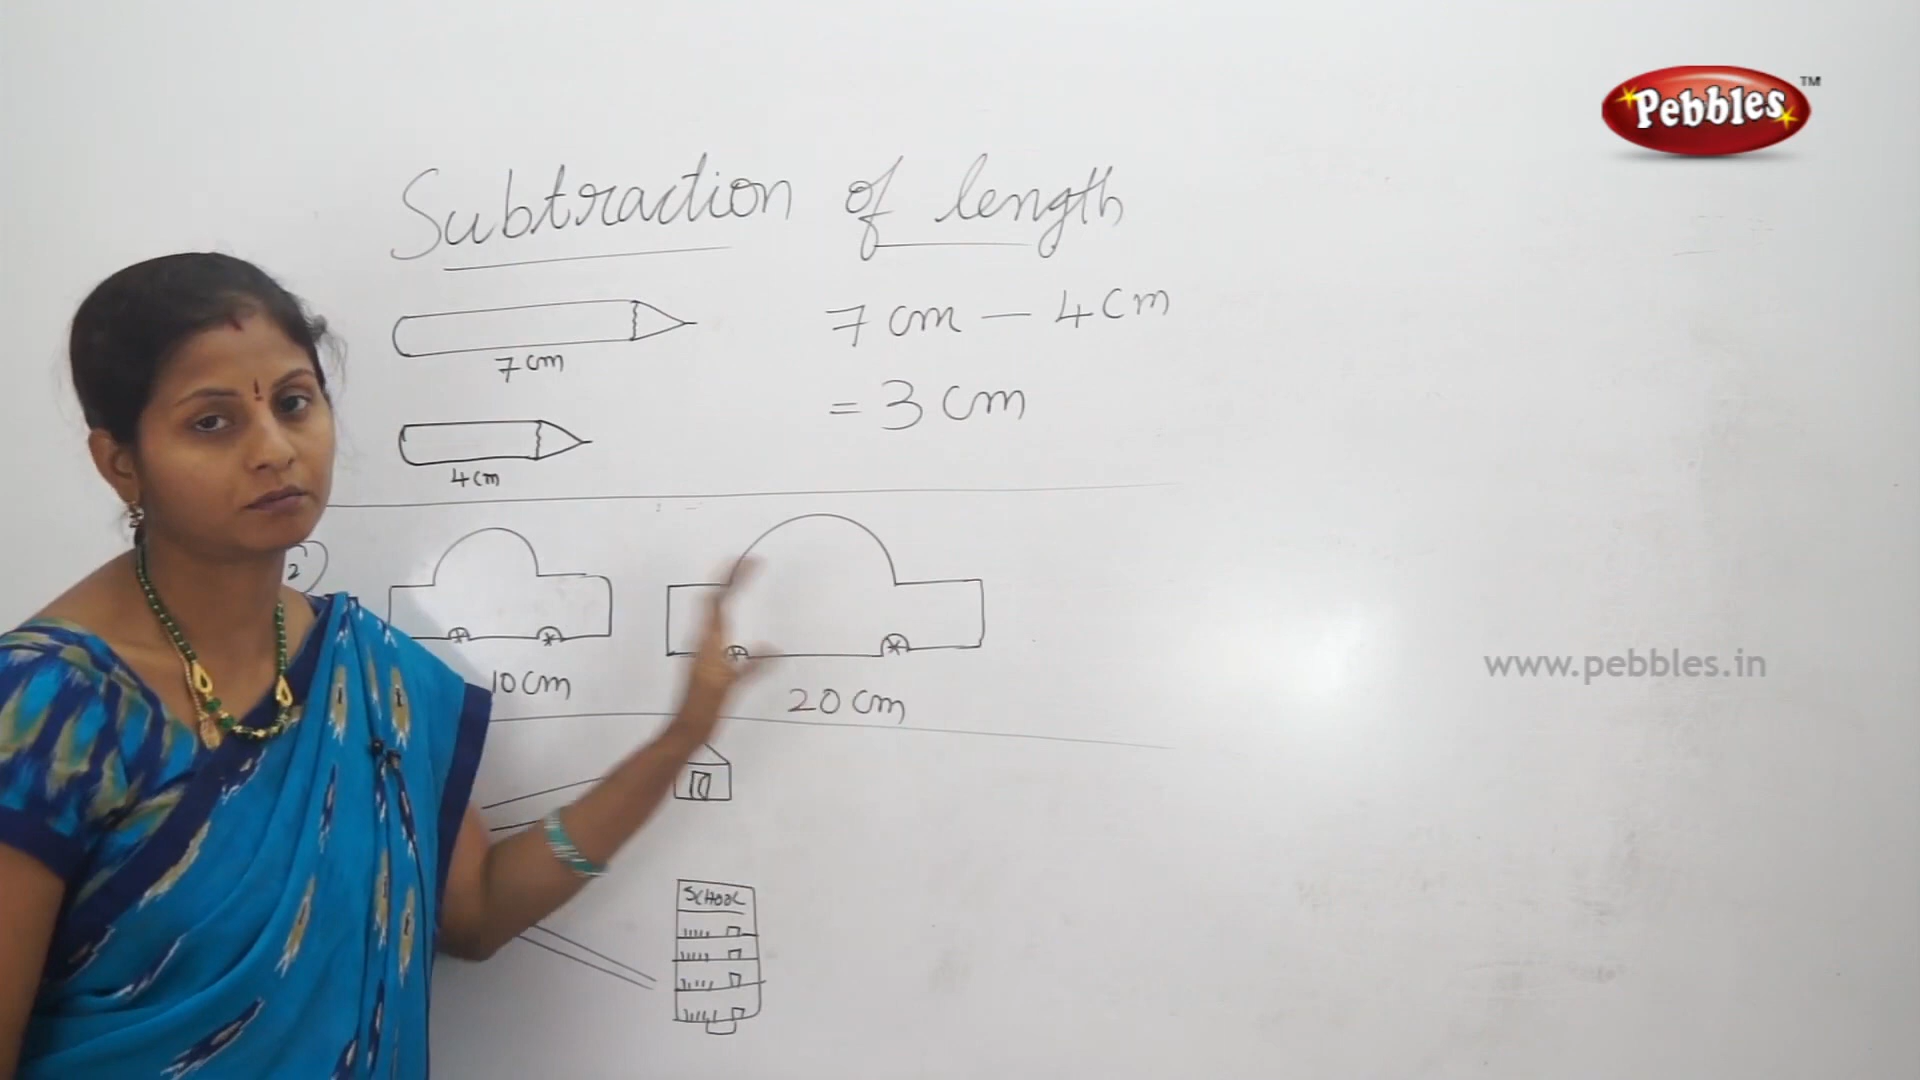 Pebbles™
Subtraction of length
7 cm — 4 cm
7 cm
= 3 cm
4 cm
2
10 cm
20 cm
www.pebbles.in
SCHOOL